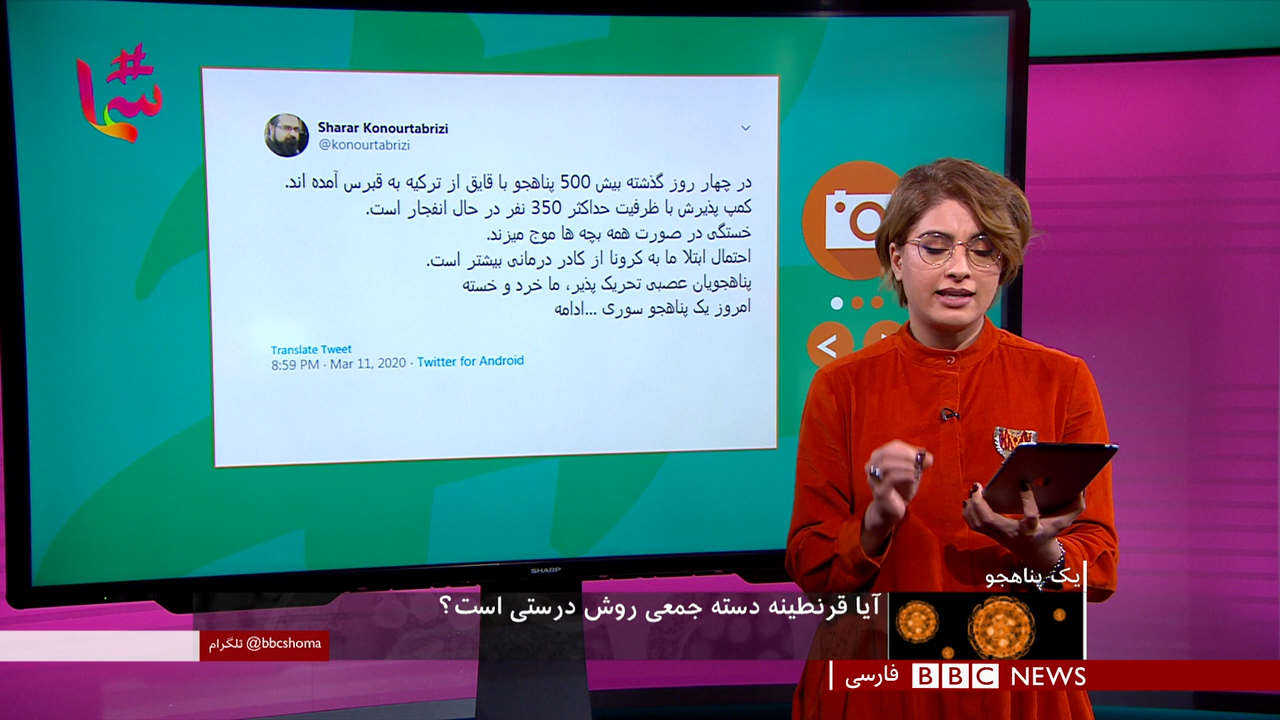 #شما
Sharar Konourtabrizi
@konourtabrizi
در چهار روز گذشته بیش 500 پناهجو با قایق از ترکیه به قبرس آمده اند.
کمپ پذیرش با ظرفیت حداکثر 350 نفر در حال انفجار است.
خستگی در صورت همه بچه ها موج میزند.
احتمال ابتلا ما به کرونا از کادر درمانی بیشتر است.
پناهجویان عصبی تحریک پذیر، ما خرد و خسته
امروز یک پناهجو سوری ...ادامه
Translate Tweet
8:59 PM · Mar 11, 2020 · Twitter for Android
SHARP
یک پناهجو
آیا قرنطینه دسته جمعی روش درستی است؟
تلگرام @bbcshoma
BBC NEWS فارسی